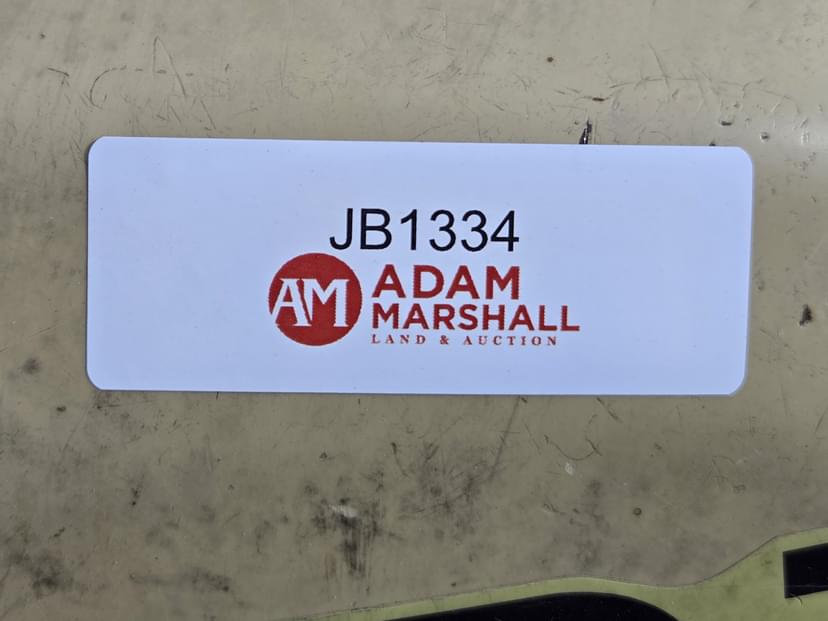 JB1334
AM
ADAM
MARSHALL
LAND & AUCTION